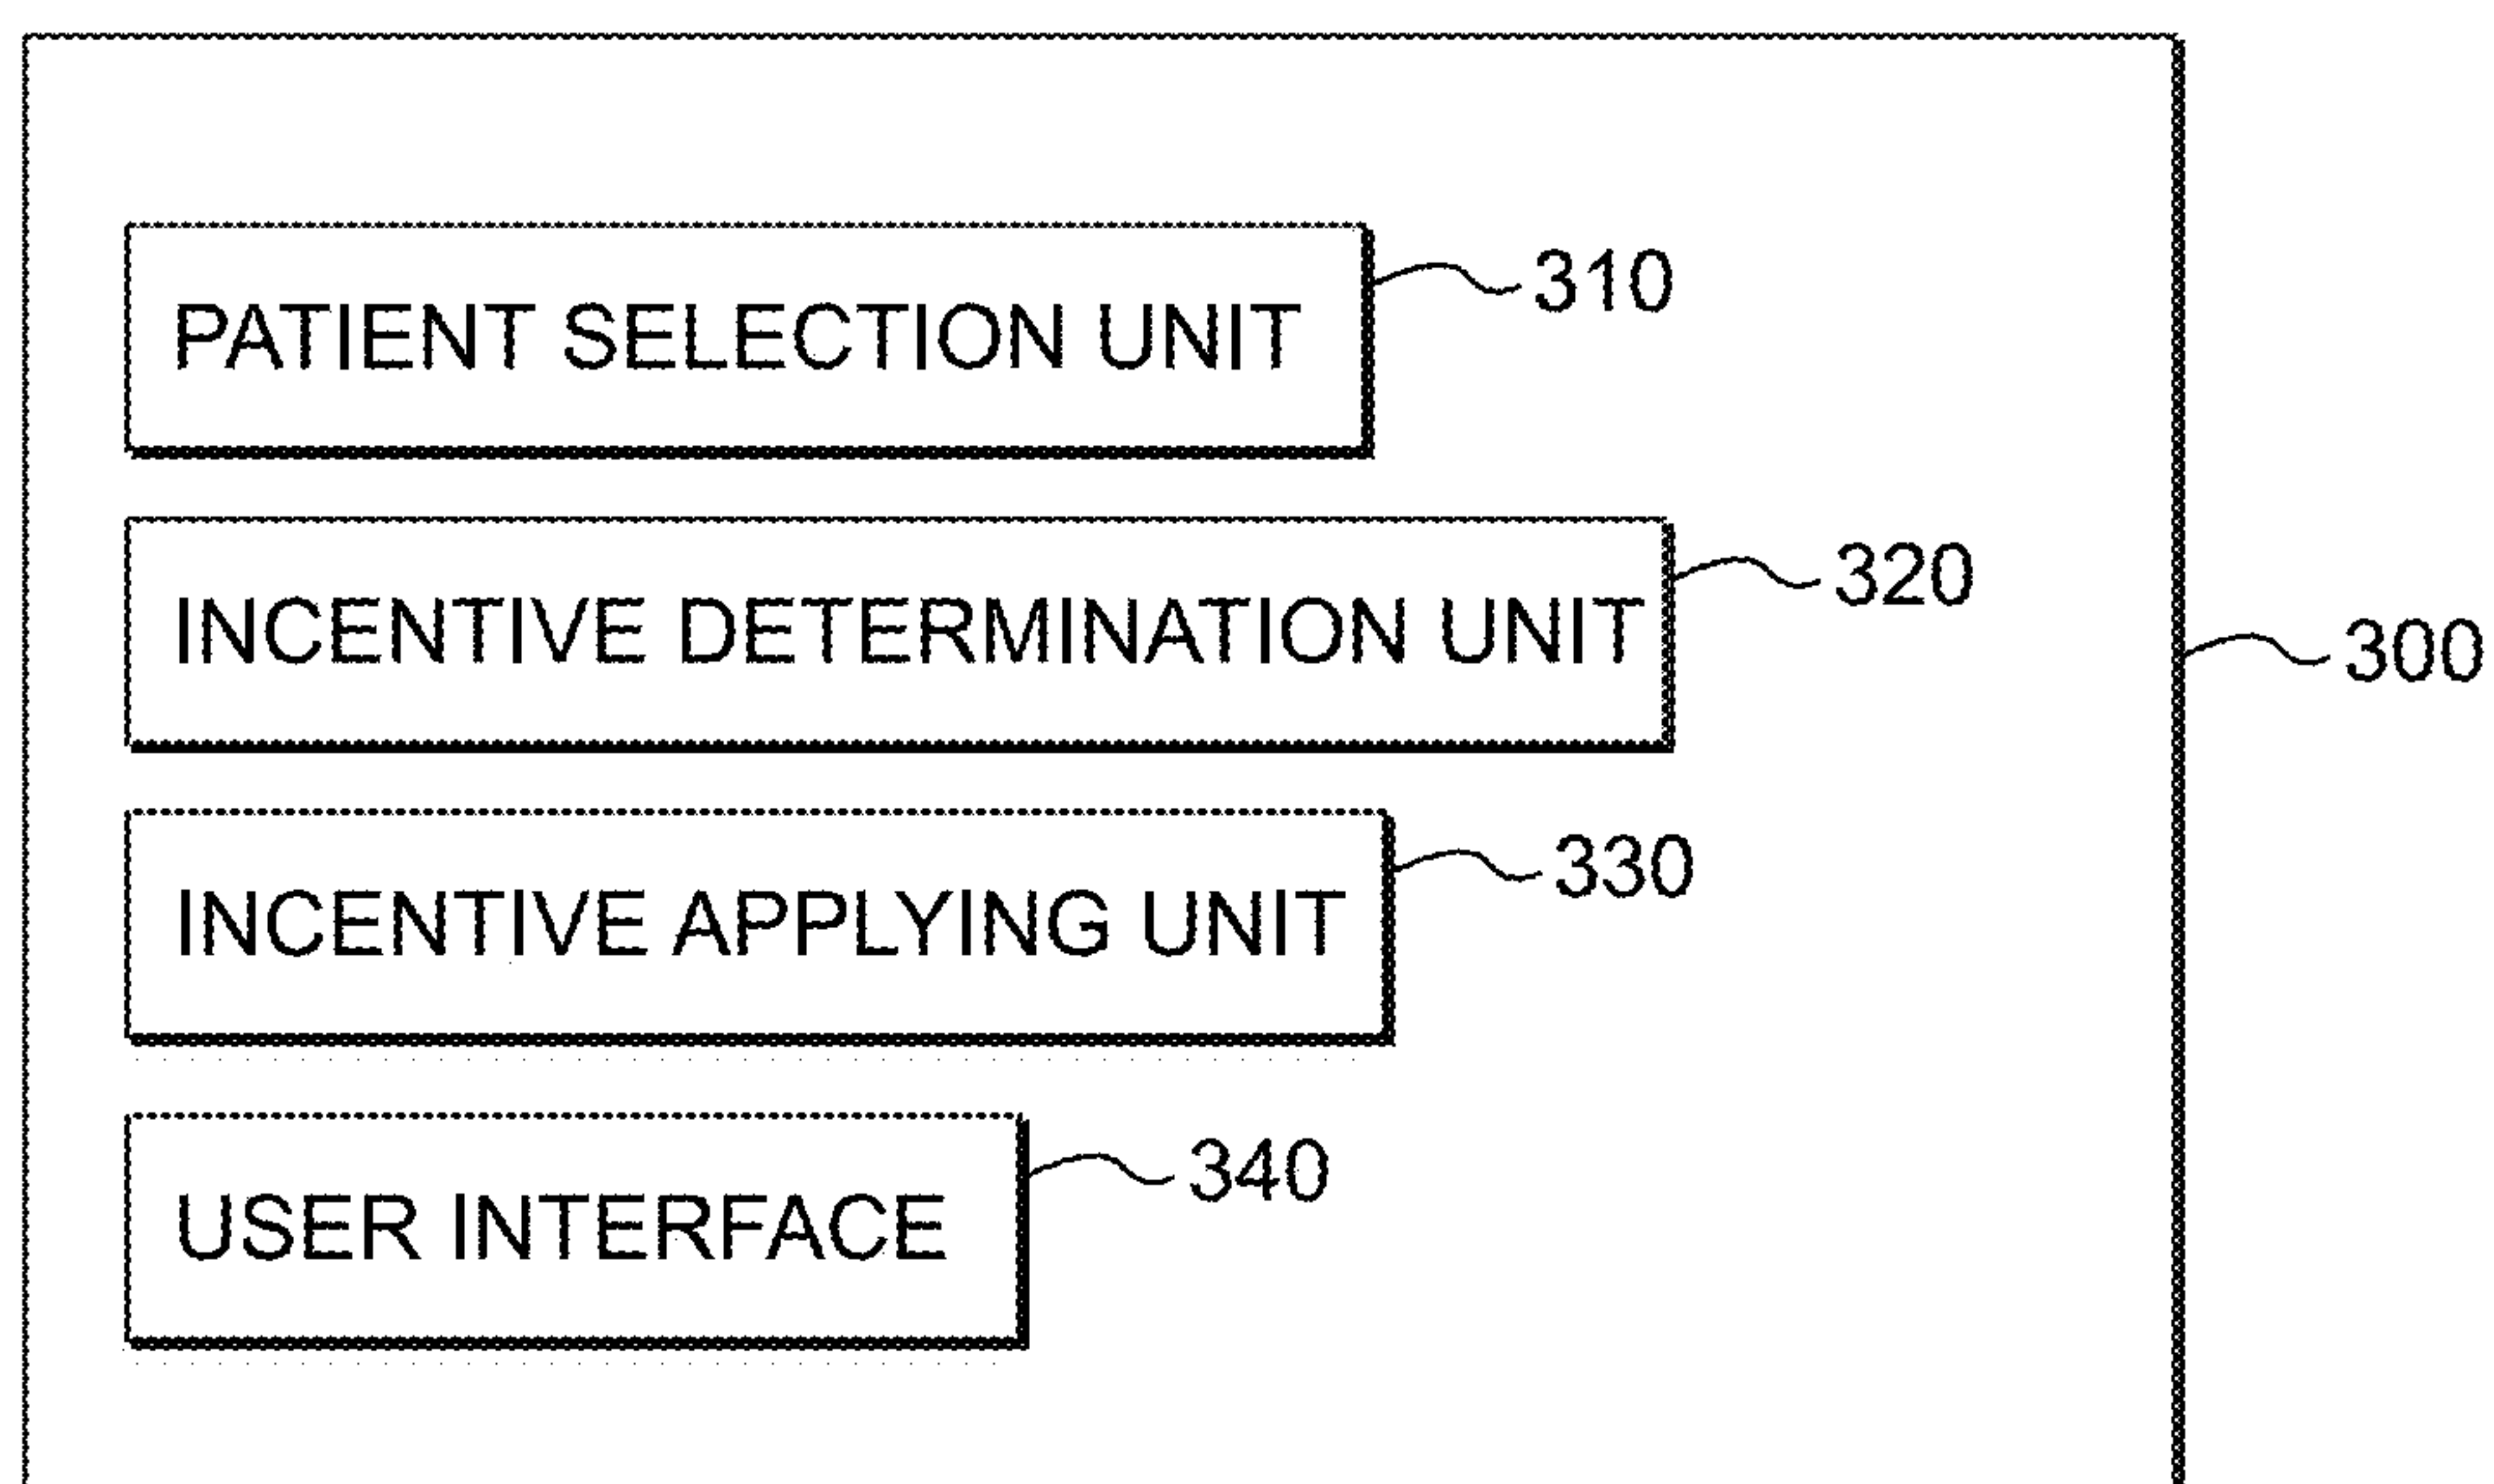 PATIENT SELECTION UNIT
310
INCENTIVE DETERMINATION UNIT
320
300
INCENTIVE APPLYING UNIT
330
USER INTERFACE
340